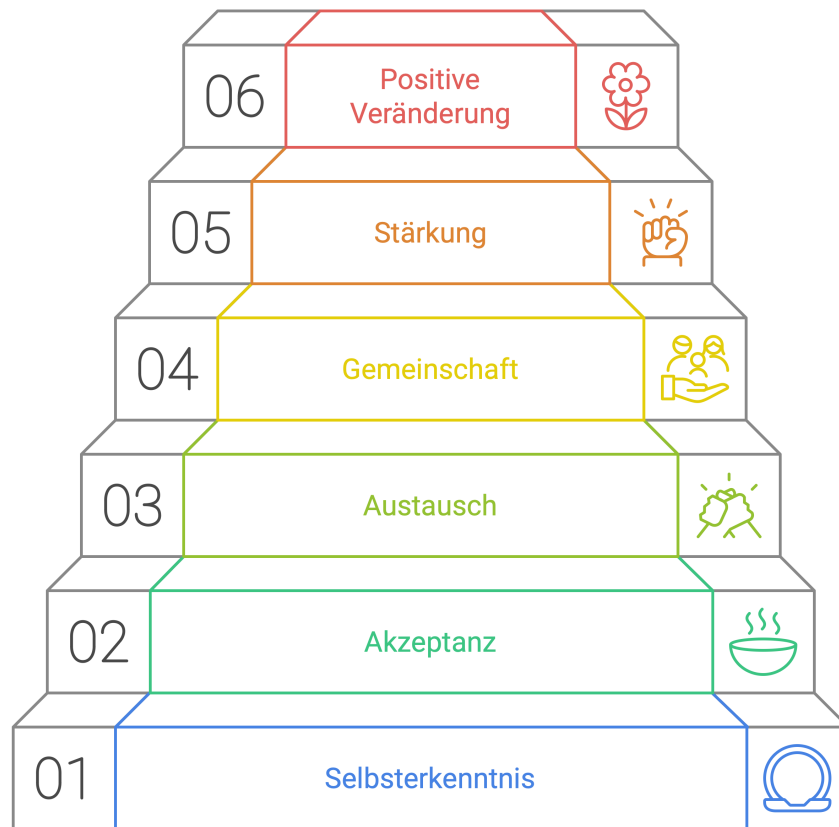 06
Positive
Veränderung
05
Stärkung
04
Gemeinschaft
03
Austausch
02
Akzeptanz
01
Selbsterkenntnis